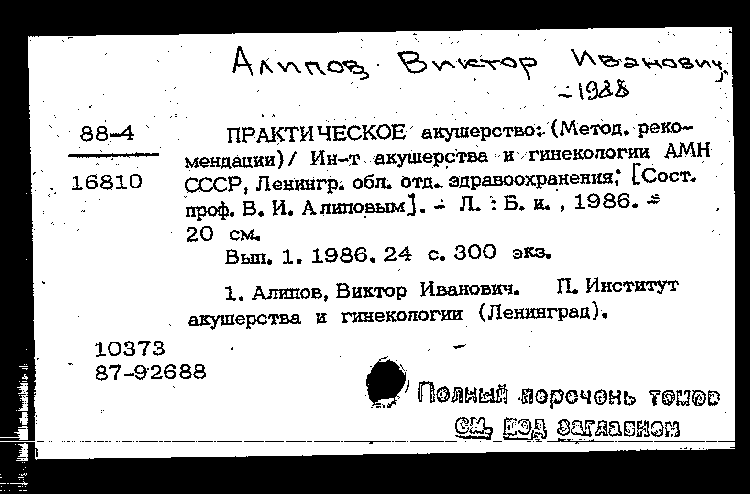 Алипов, Виктор Иванович.
- 1988
88-4
16810
ПРАКТИЧЕСКОЕ акушерство: (Метод. реко-
мендации)/ Ин-т акушерства и гинекологии АМН
СССР, Ленингр. обл. отд. здравоохранения; [Сост.
проф. В. И. Алиповым]. - Л. : Б. и. , 1986. -
20 см.
Вып. 1. 1986. 24 с. 300 экз.
1. Алипов, Виктор Иванович. П. Институт
акушерства и гинекологии (Ленинград).
10373
87-92688
Полный перечень томов
см. под заглавием